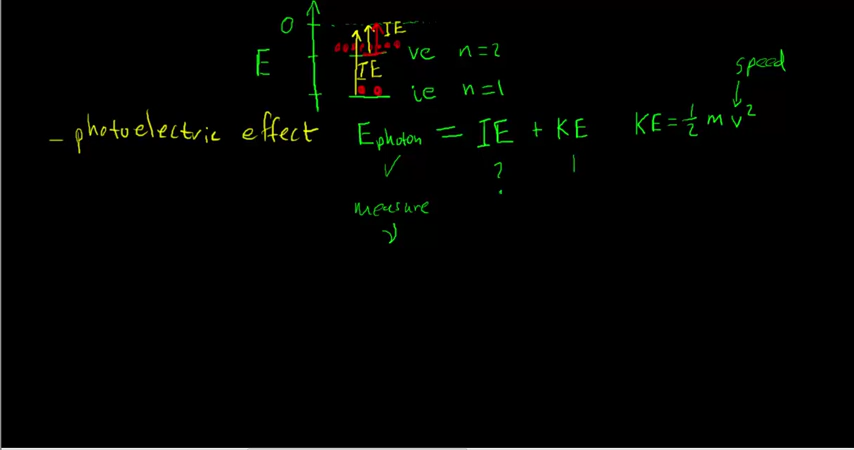 0 IE
E ve n=2
IE
ie n=1
speed
- photoelectric effect Ephoton = IE + KE KE = 1/2 m v²
✓ ?
measure
ν